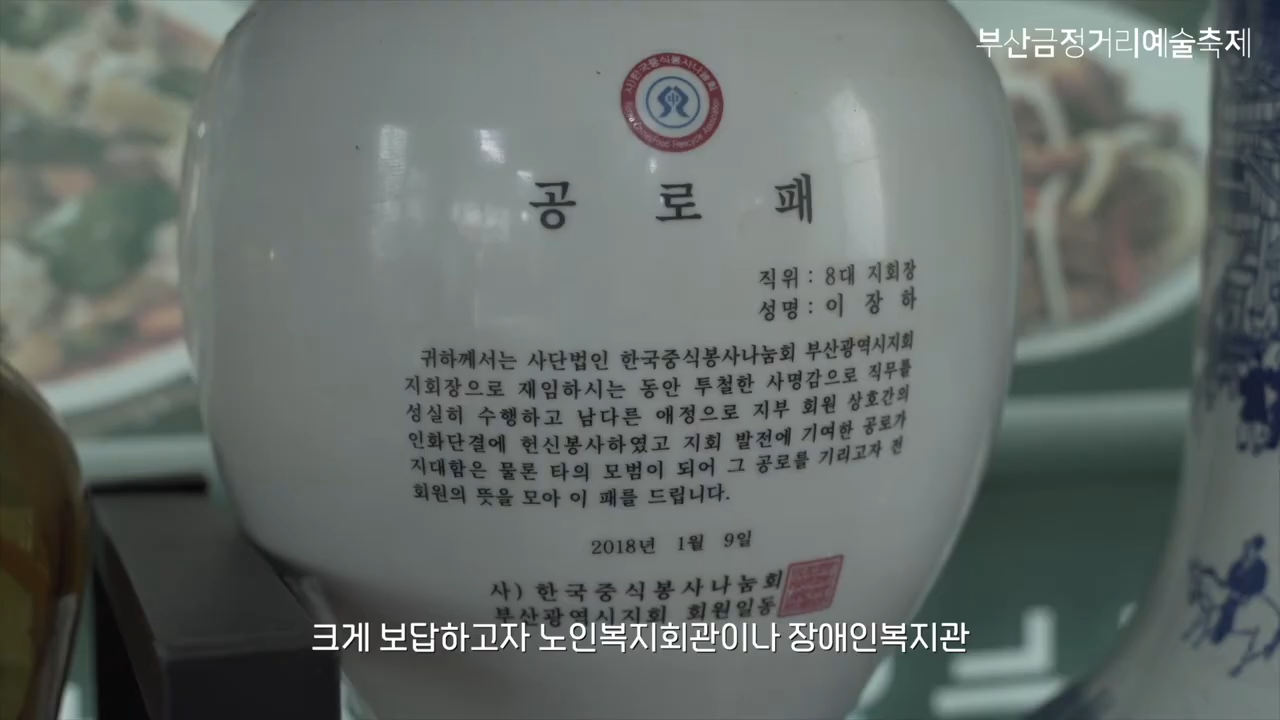 부산금정거리예술축제
사)한국중식봉사나눔회
공 로 패
직위 : 8대 지회장
성명 : 이 장 하
귀하께서는 사단법인 한국중식봉사나눔회 부산광역시지회
지회장으로 재임하시는 동안 투철한 사명감으로 직무를
성실히 수행하고 남다른 애정으로 지부 회원 상호간의
인화단결에 헌신봉사하였고 지회 발전에 기여한 공로가
지대함은 물론 타의 모범이 되어 그 공로를 기리고자 전
회원의 뜻을 모아 이 패를 드립니다.
2018년 1월 9일
사) 한국중식봉사나눔회
부산광역시지회 회원일동
크게 보답하고자 노인복지회관이나 장애인복지관